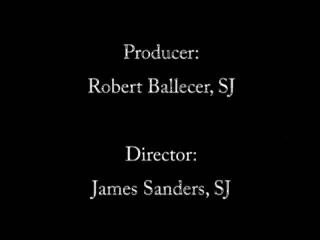 Producer:
Robert Ballecer, SJ
Director:
James Sanders, SJ